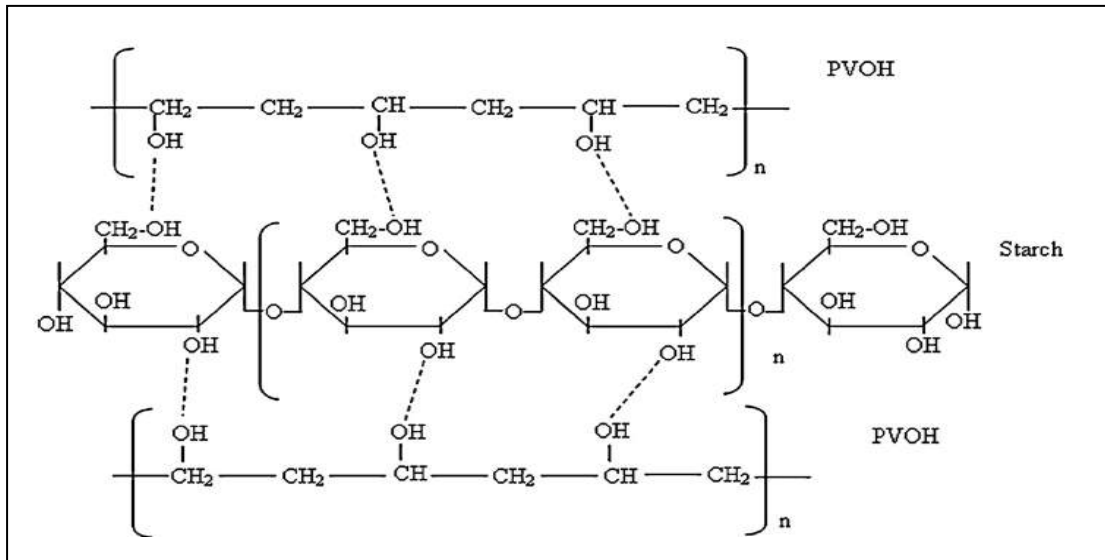 PVOH
CH₂ CH₂ CH CH₂ CH CH₂
OH OH OH
n
CH₂-OH CH₂-OH CH₂-OH CH₂-OH
O O O O
Starch
OH OH OH OH
OH O O O OH
OH OH OH OH
n
OH OH OH
PVOH
CH₂ CH₂ CH CH₂ CH CH₂
n